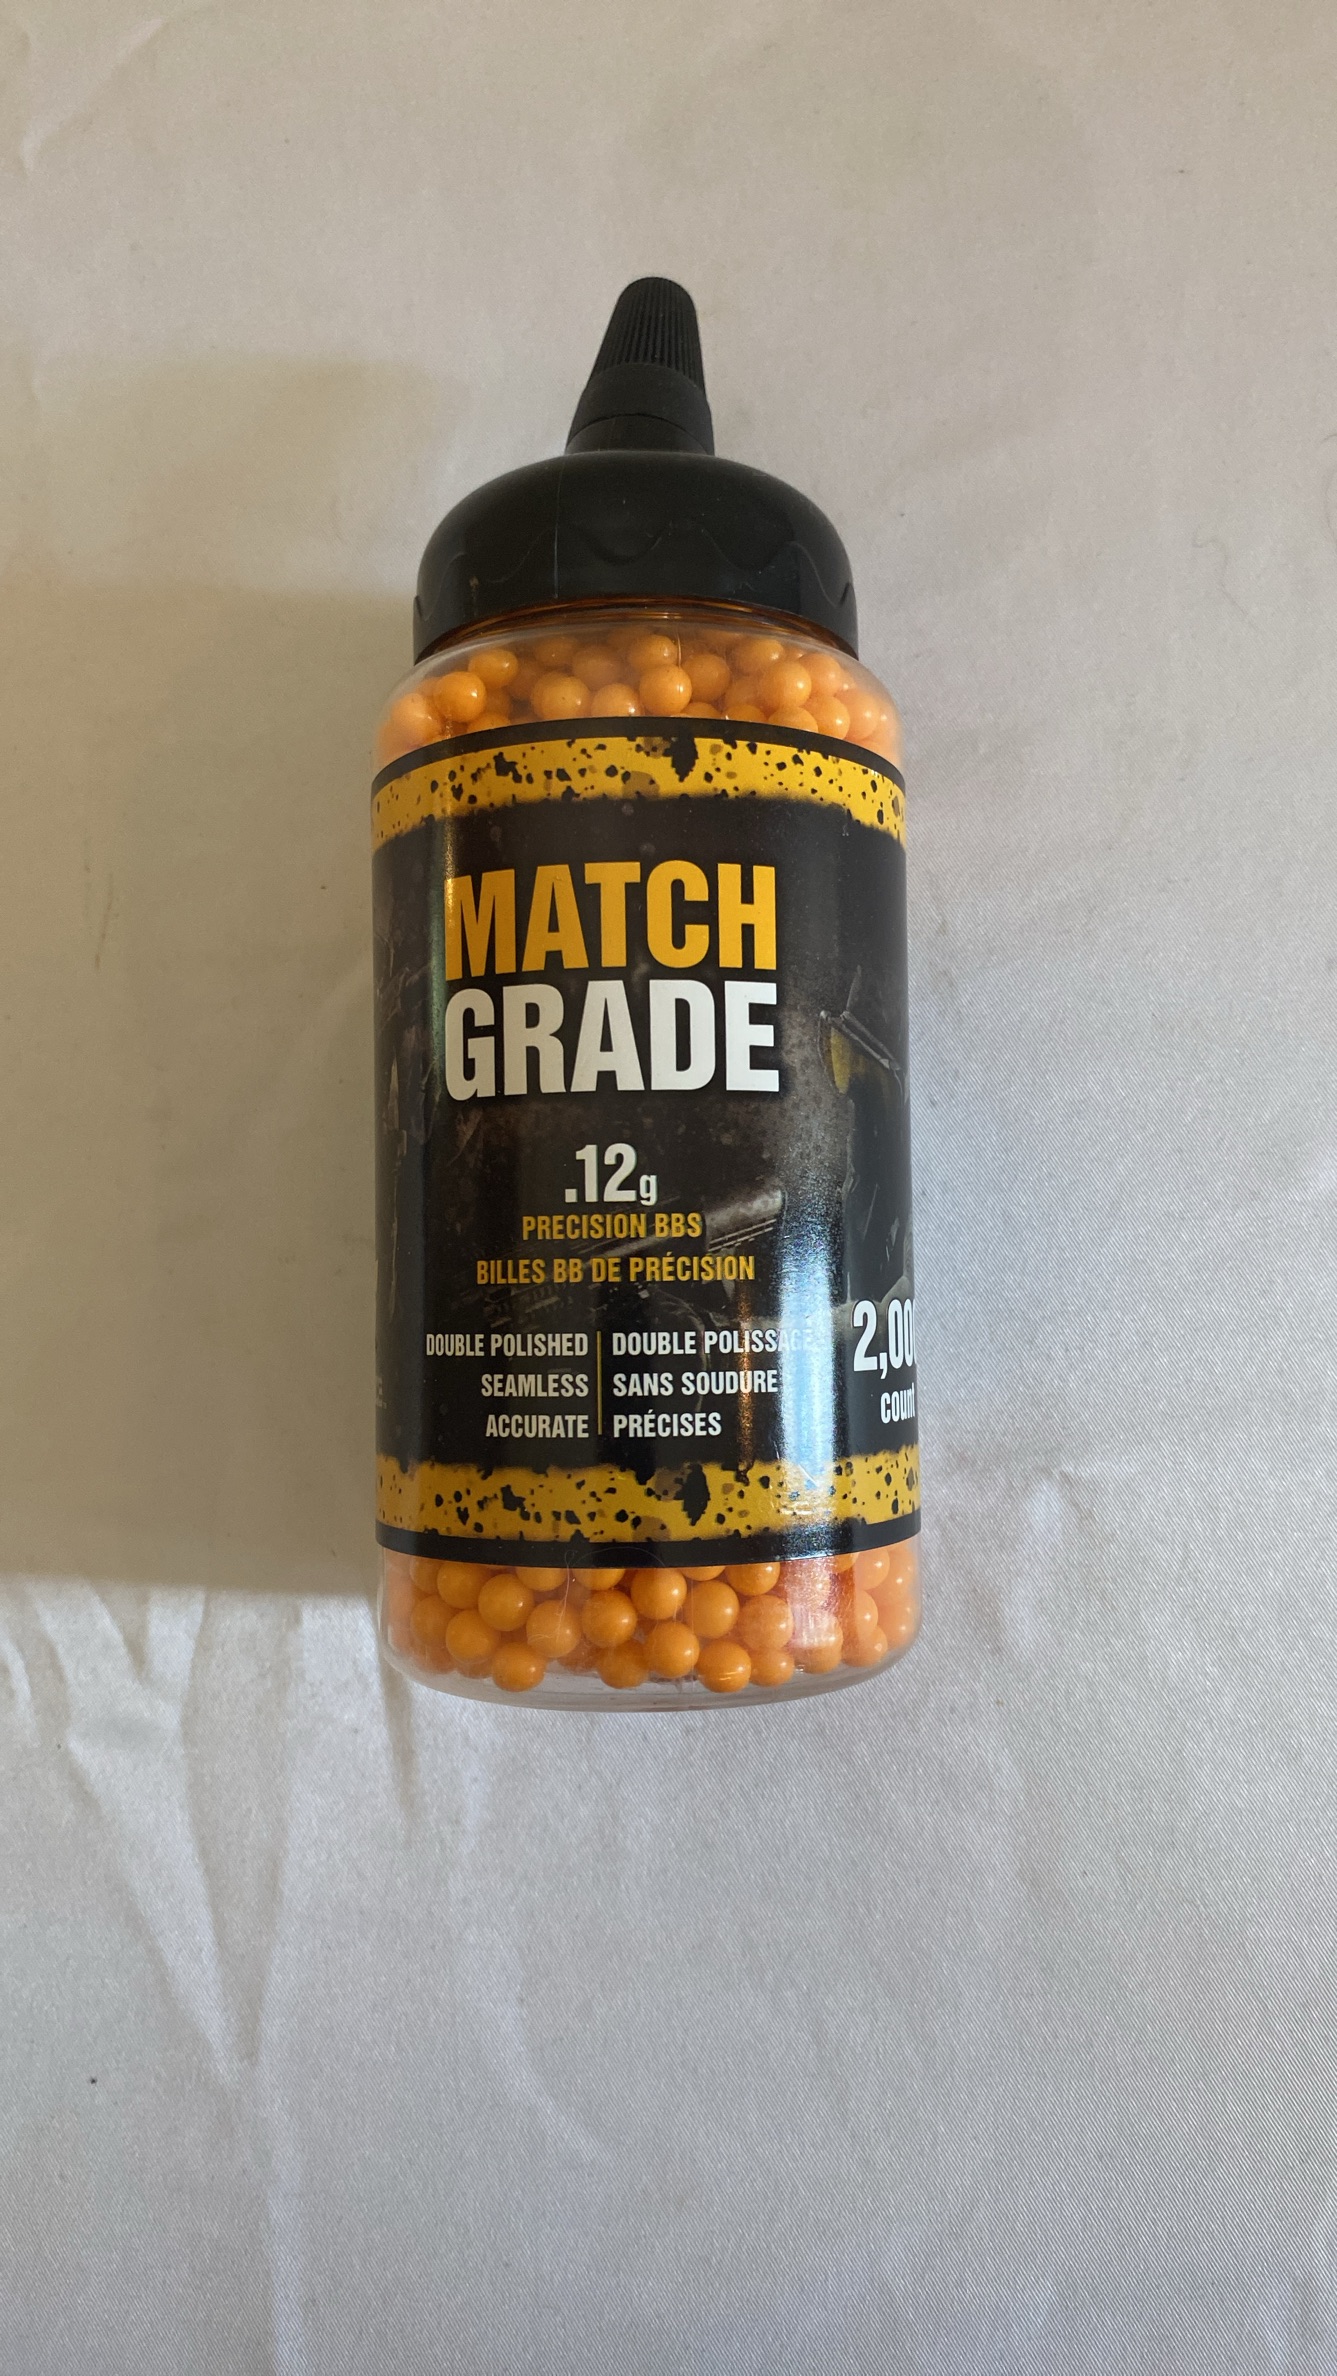 MATCH
GRADE
.12g
PRECISION BBS
BILLES BB DE PRÉCISION
DOUBLE POLISHED
SEAMLESS
ACCURATE
DOUBLE POLISSAGE
SANS SOUDURE
PRÉCISES
count